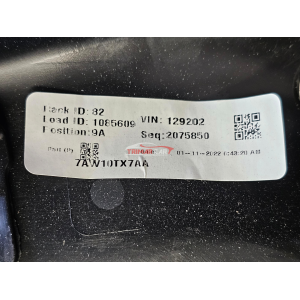 Rack ID: 82
Load ID: 1085609 VIN: 129202
Position: 9A Seq: 2075850
7AW10TX7AA